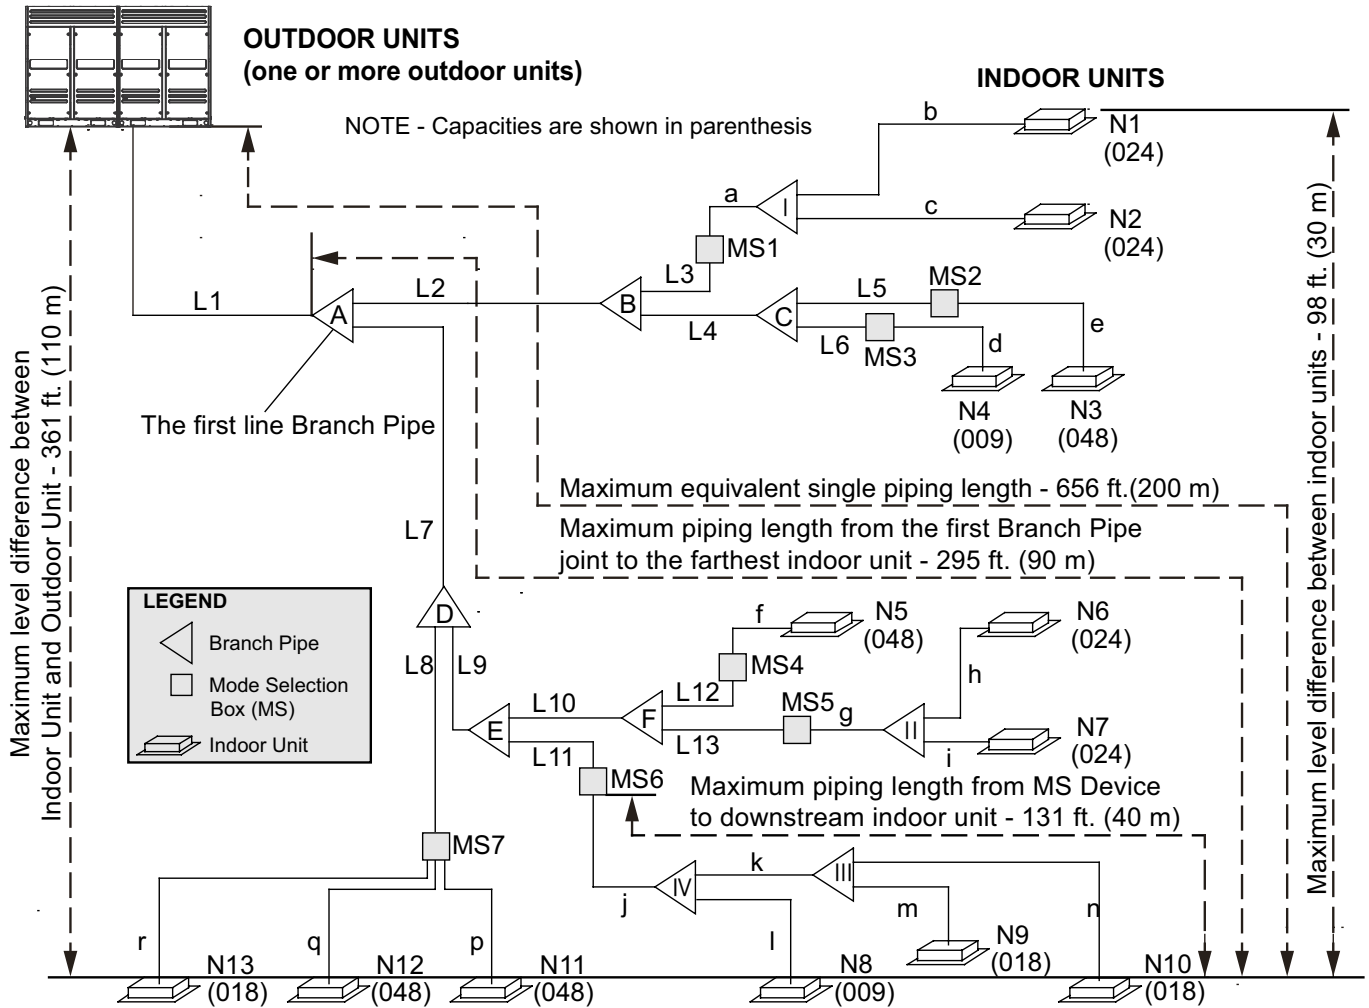 OUTDOOR UNITS
(one or more outdoor units)
INDOOR UNITS
NOTE - Capacities are shown in parenthesis
b
N1
(024)
a
I
c
N2
(024)
MS1
L3
L1
A
L2
B
L4
C
L5
MS2
L6
MS3
d
e
N4
(009)
N3
(048)
The first line Branch Pipe
Maximum level difference between
Indoor Unit and Outdoor Unit - 361 ft. (110 m)
Maximum level difference between indoor units - 98 ft. (30 m)
Maximum equivalent single piping length - 656 ft.(200 m)
Maximum piping length from the first Branch Pipe
joint to the farthest indoor unit - 295 ft. (90 m)
L7
LEGEND
Branch Pipe
Mode Selection
Box (MS)
Indoor Unit
D
L8
L9
f
N5
(048)
N6
(024)
MS4
h
L12
MS5
g
L10
F
E
L13
II
i
N7
(024)
L11
MS6
Maximum piping length from MS Device
to downstream indoor unit - 131 ft. (40 m)
MS7
k
III
IV
j
m
n
r
q
p
l
N9
(018)
N13
(018)
N12
(048)
N11
(048)
N8
(009)
N10
(018)